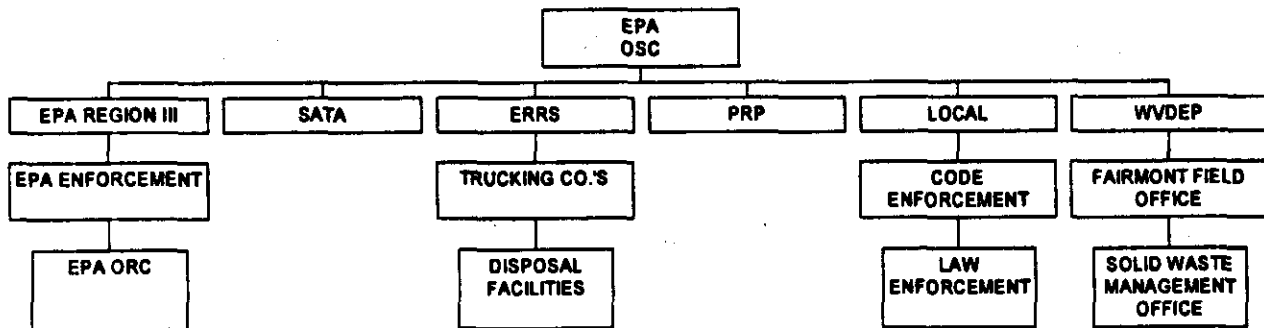 EPA
OSC
EPA REGION III
SATA
ERRS
PRP
LOCAL
WVDEP
EPA ENFORCEMENT
TRUCKING CO.'S
CODE
ENFORCEMENT
FAIRMONT FIELD
OFFICE
EPA ORC
DISPOSAL
FACILITIES
LAW
ENFORCEMENT
SOLID WASTE
MANAGEMENT
OFFICE